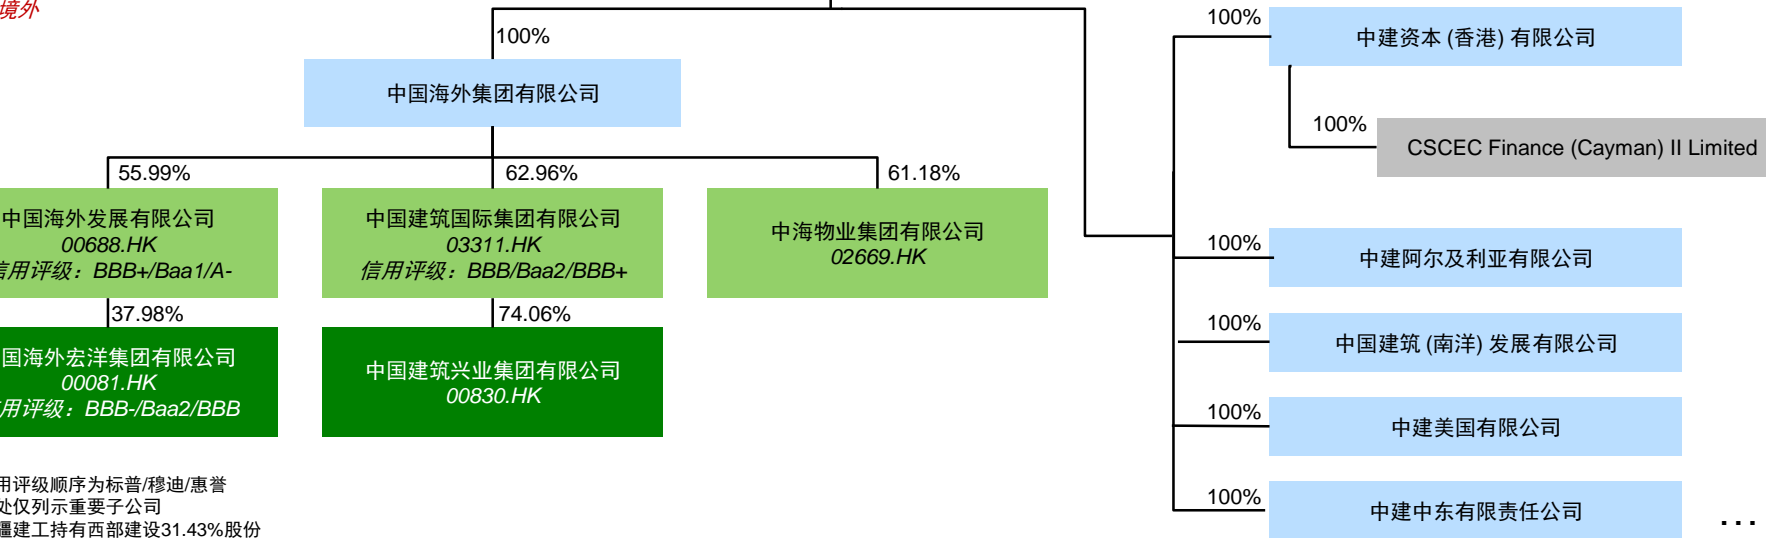 境外
100%
中国海外集团有限公司
55.99%
62.96%
61.18%
中国海外发展有限公司
00688.HK
信用评级：BBB+/Baa1/A-
中国建筑国际集团有限公司
03311.HK
信用评级：BBB/Baa2/BBB+
中海物业集团有限公司
02669.HK
37.98%
74.06%
国海外宏洋集团有限公司
00081.HK
用评级：BBB-/Baa2/BBB
中国建筑兴业集团有限公司
00830.HK
100%
中建资本 (香港) 有限公司
100%
CSCEC Finance (Cayman) II Limited
100%
中建阿尔及利亚有限公司
100%
中国建筑 (南洋) 发展有限公司
100%
中建美国有限公司
100%
中建中东有限责任公司
...
用评级顺序为标普/穆迪/惠誉
处仅列示重要子公司
疆建工持有西部建设31.43%股份